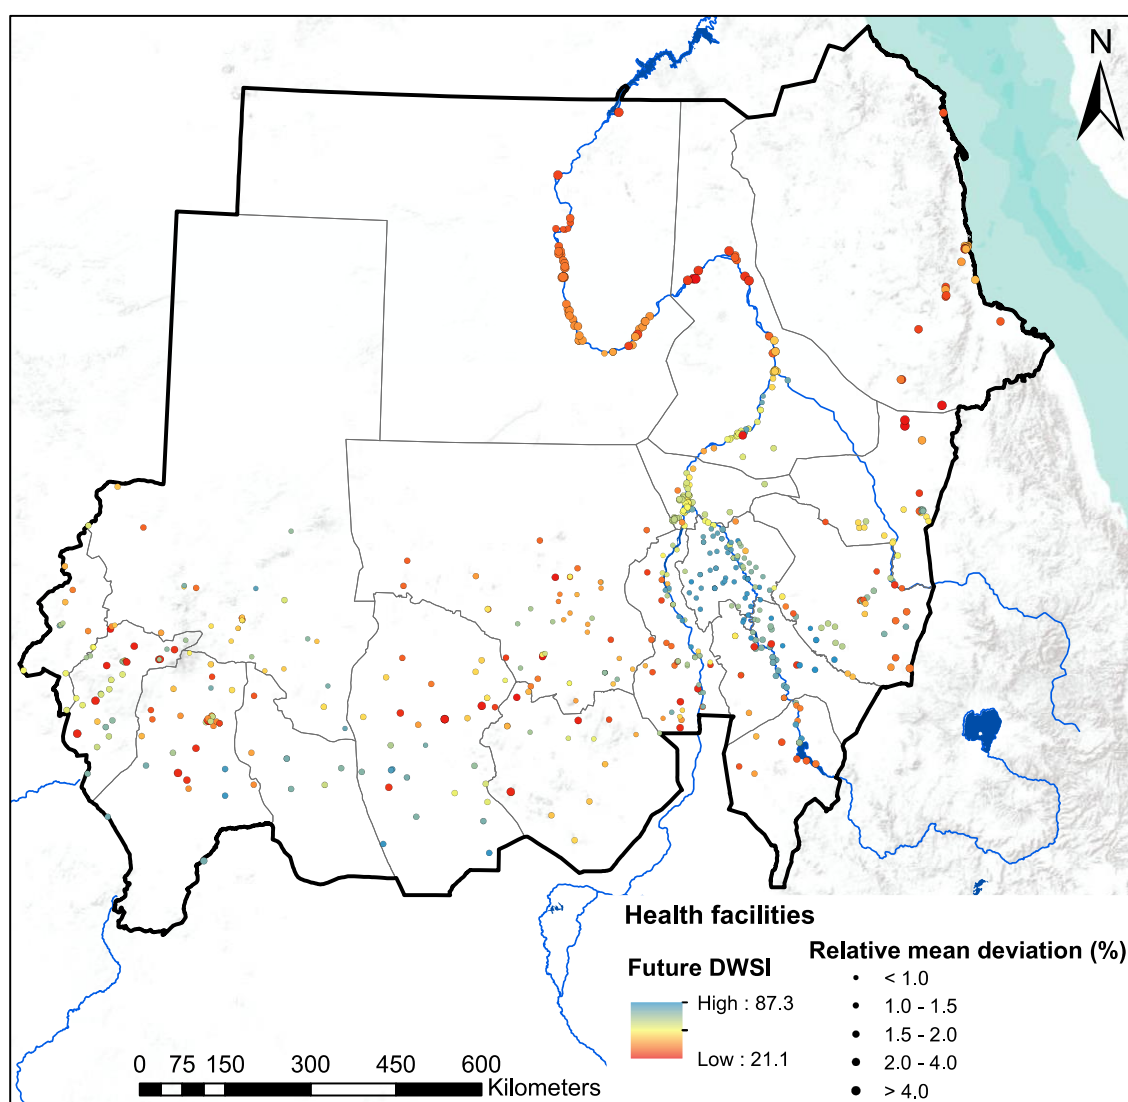 N
Health facilities
Future DWSI
High : 87.3
Low : 21.1
Relative mean deviation (%)
< 1.0
1.0 - 1.5
1.5 - 2.0
2.0 - 4.0
> 4.0
0 75 150 300 450 600
Kilometers